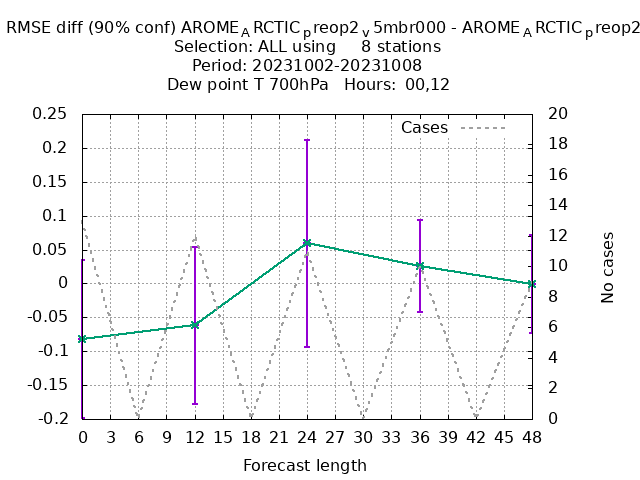 RMSE diff (90% conf) AROME_ARCTIC_preop2_v5mbr000 - AROME_ARCTIC_preop2
Selection: ALL using 8 stations
Period: 20231002-20231008
Dew point T 700hPa Hours: 00,12
Cases
0.25
0.2
0.15
0.1
0.05
0
-0.05
-0.1
-0.15
-0.2
20
18
16
14
12
10
8
6
4
2
0
No cases
0 3 6 9 12 15 18 21 24 27 30 33 36 39 42 45 48
Forecast length